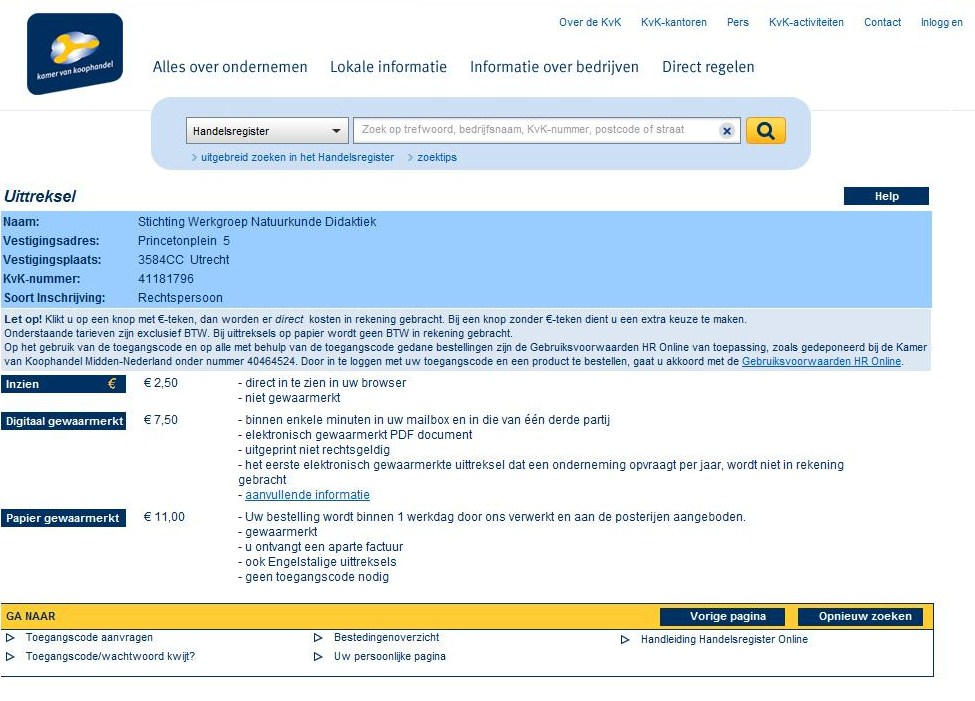 Over de KvK KvK-kantoren Pers KvK-activiteiten Contact Inloggen
kamer van koophandel
Alles over ondernemen Lokale informatie Informatie over bedrijven Direct regelen
Handelsregister Zoek op trefwoord, bedrijfsnaam, KvK-nummer, postcode of straat
uitgebreid zoeken in het Handelsregister zoektips
Uittreksel Help
Naam: Stichting Werkgroep Natuurkunde Didaktiek
Vestigingsadres: Princetonplein 5
Vestigingsplaats: 3584CC Utrecht
KvK-nummer: 41181796
Soort Inschrijving: Rechtspersoon
Let op! Klikt u op een knop met €-teken, dan worden er direct kosten in rekening gebracht. Bij een knop zonder €-teken dient u een extra keuze te maken.
Onderstaande tarieven zijn exclusief BTW. Bij uittreksels op papier wordt geen BTW in rekening gebracht.
Op het gebruik van de toegangscode en op alle met behulp van de toegangscode gedane bestellingen zijn de Gebruiksvoorwaarden HR Online van toepassing, zoals gedeponeerd bij de Kamer
van Koophandel Midden-Nederland onder nummer 40464524. Door in te loggen met uw toegangscode en een product te bestellen, gaat u akkoord met de Gebruiksvoorwaarden HR Online.
Inzien € € 2,50 - direct in te zien in uw browser
- niet gewaarmerkt
Digitaal gewaarmerkt € 7,50 - binnen enkele minuten in uw mailbox en in die van één derde partij
- elektronisch gewaarmerkt PDF document
- uitgeprint niet rechtsgeldig
- het eerste elektronisch gewaarmerkte uittreksel dat een onderneming opvraagt per jaar, wordt niet in rekening
gebracht
- aanvullende informatie
Papier gewaarmerkt € 11,00 - Uw bestelling wordt binnen 1 werkdag door ons verwerkt en aan de posterijen aangeboden.
- gewaarmerkt
- u ontvangt een aparte factuur
- ook Engelstalige uittreksels
- geen toegangscode nodig
GA NAAR Vorige pagina Opnieuw zoeken
Toegangscode aanvragen Bestedingenoverzicht Handleiding Handelsregister Online
Toegangscode/wachtwoord kwijt? Uw persoonlijke pagina